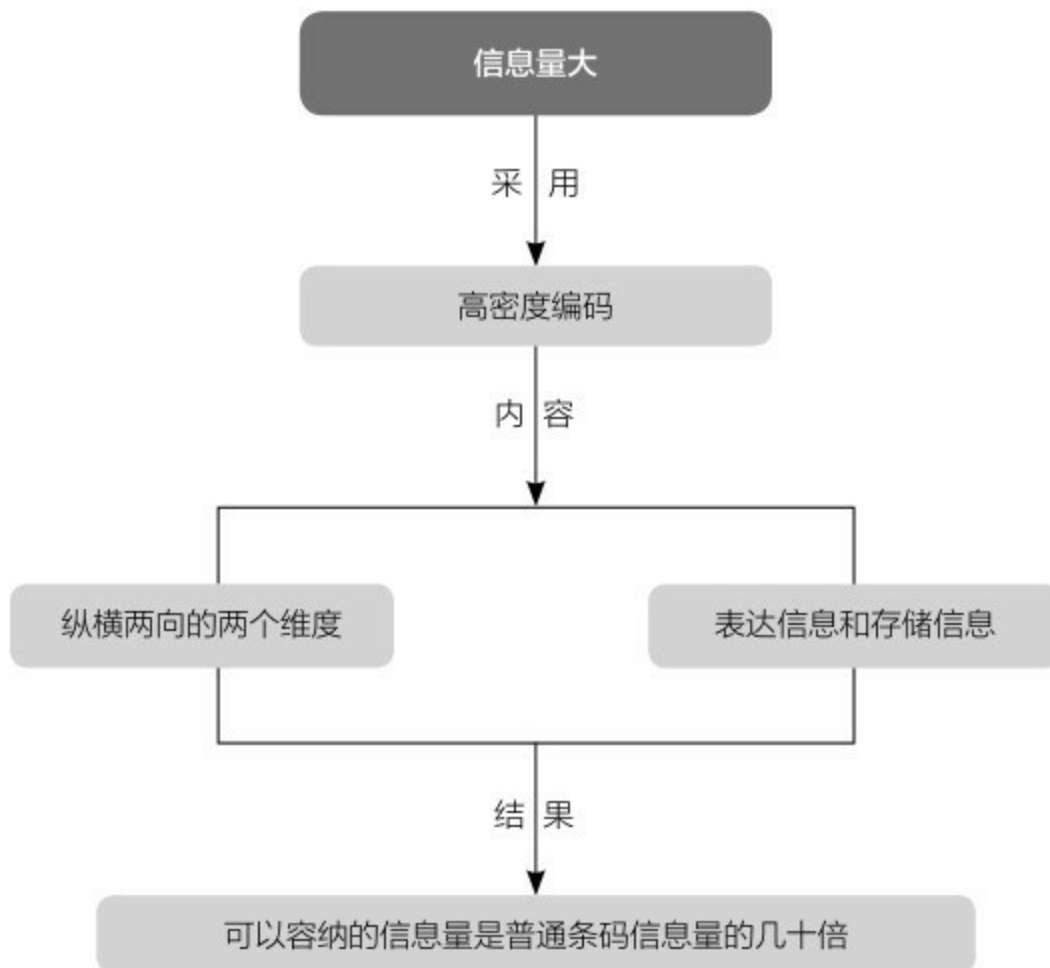 信息量大
采用
高密度编码
内容
纵横两向的两个维度
表达信息和存储信息
结果
可以容纳的信息量是普通条码信息量的几十倍